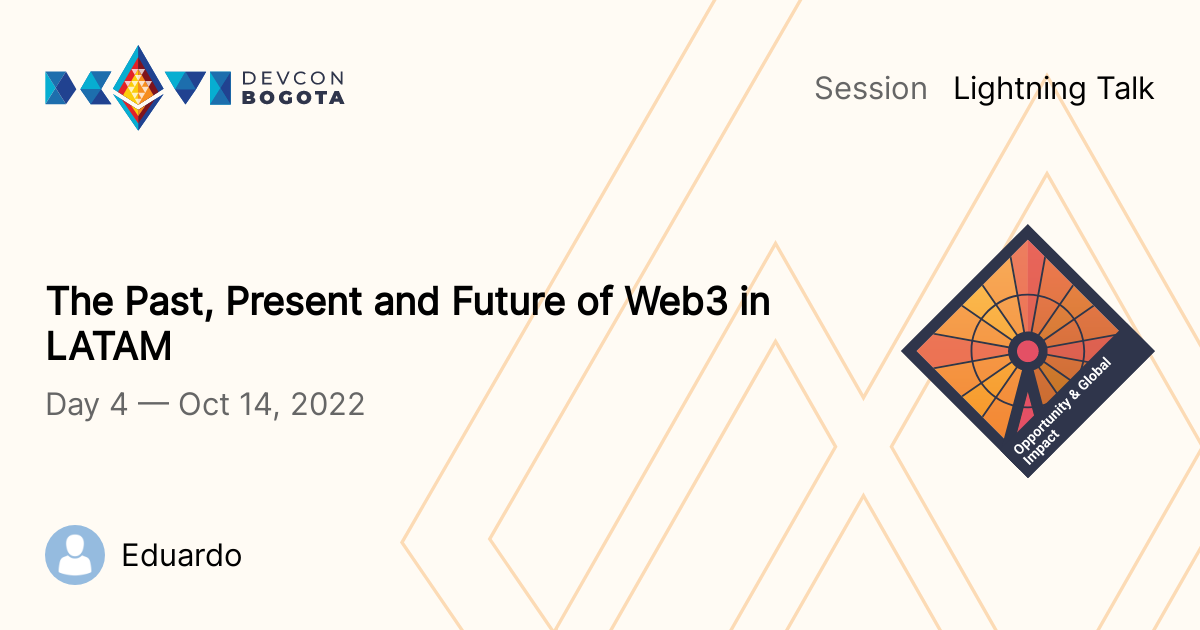 DEVCON
BOGOTA
Session Lightning Talk
The Past, Present and Future of Web3 in
LATAM
Day 4 — Oct 14, 2022
Opportunity & Global
Impact
Eduardo